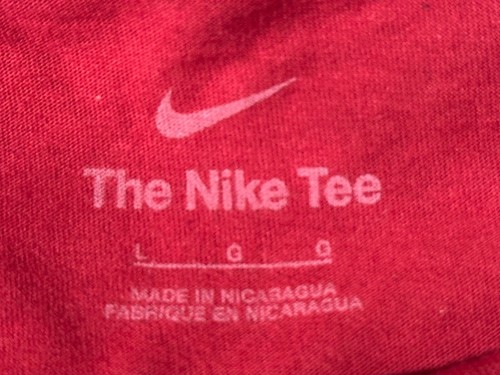 The Nike Tee
L G G
MADE IN NICARAGUA
FABRIQUE EN NICARAGUA